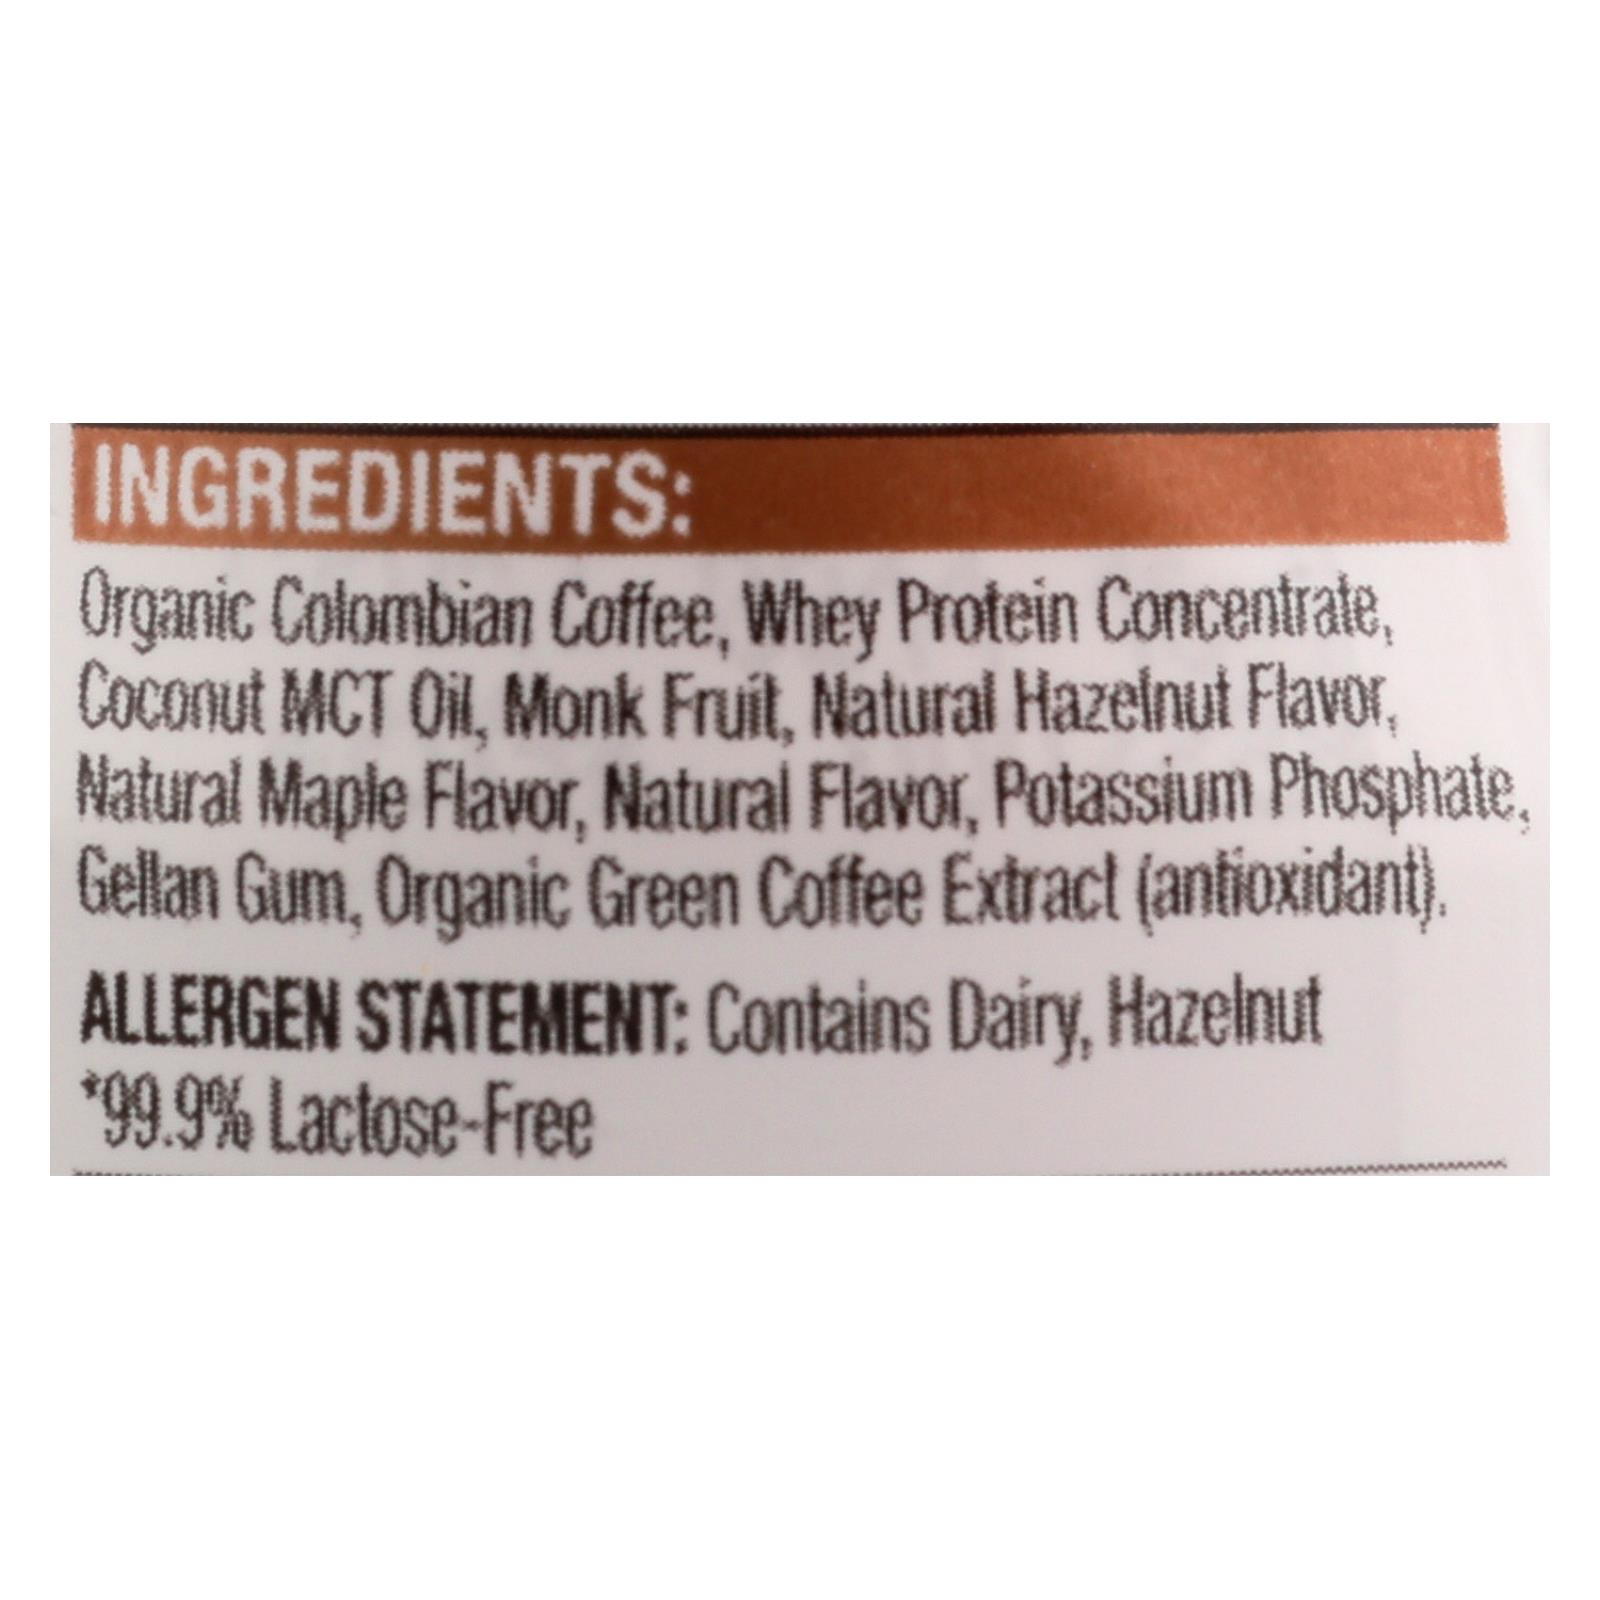 INGREDIENTS:
Organic Colombian Coffee, Whey Protein Concentrate,
Coconut MCT Oil, Monk Fruit, Natural Hazelnut Flavor,
Natural Maple Flavor, Natural Flavor, Potassium Phosphate,
Gellan Gum, Organic Green Coffee Extract (antioxidant).
ALLERGEN STATEMENT: Contains Dairy, Hazelnut
*99.9% Lactose-Free